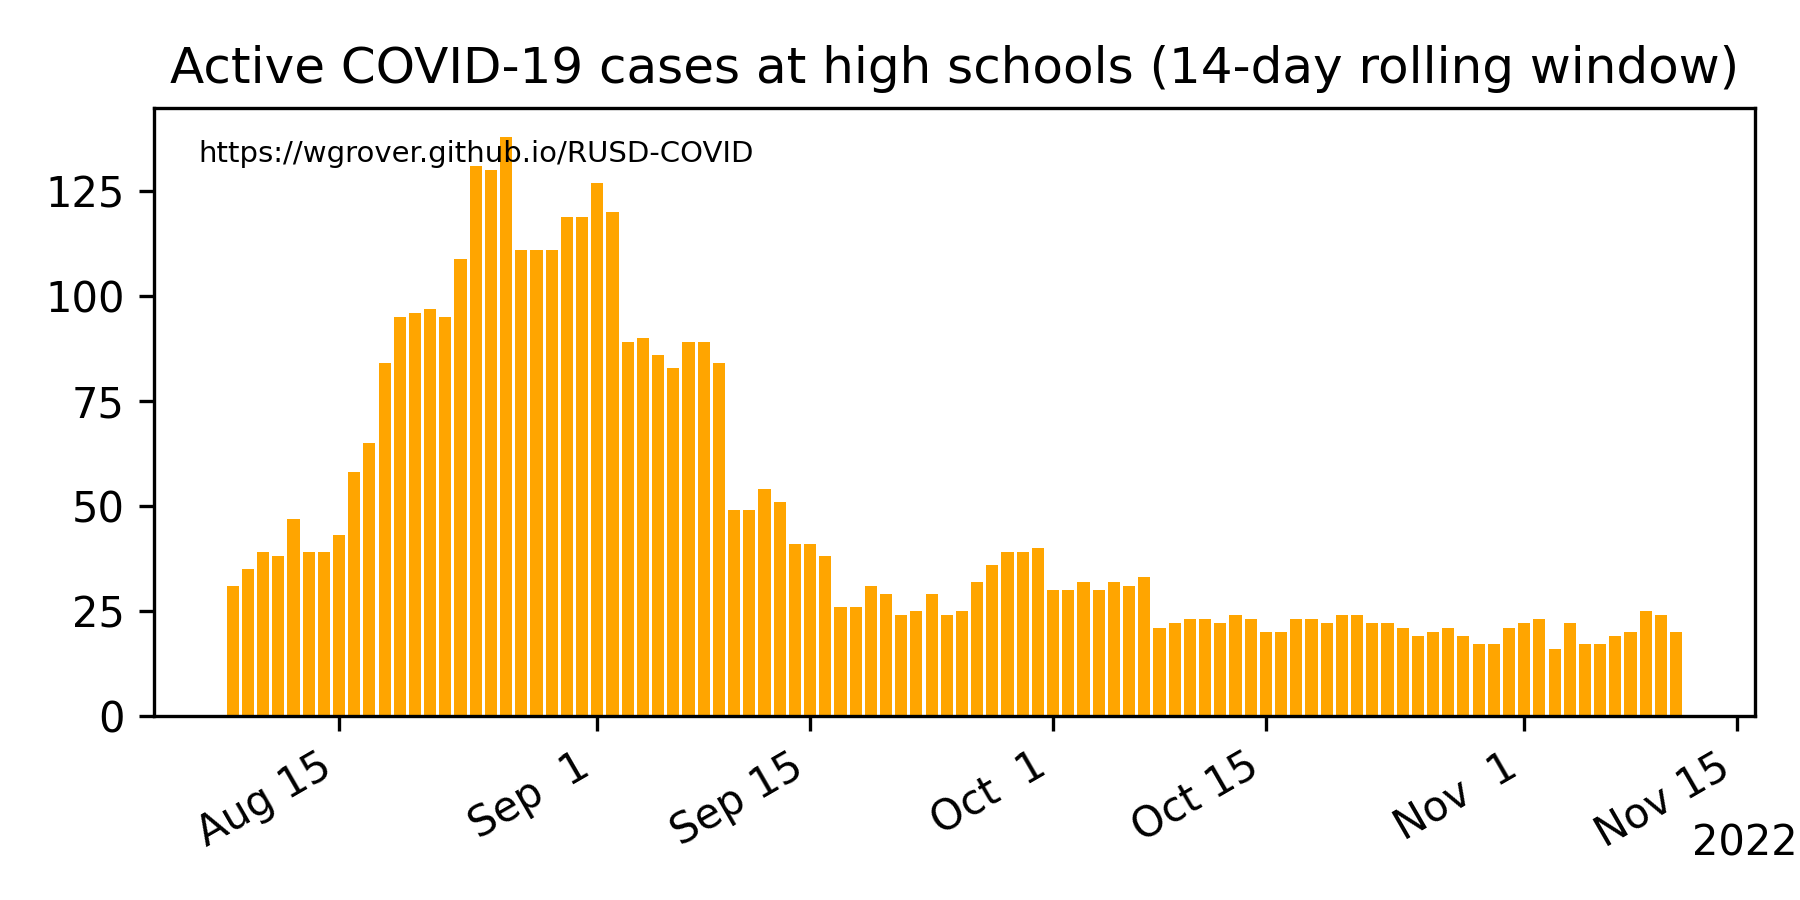 Active COVID-19 cases at high schools (14-day rolling window)
https://wgrover.github.io/RUSD-COVID
125
100
75
50
25
0
Aug 15
Sep 1
Sep 15
Oct 1
Oct 15
Nov 1
Nov 15
2022